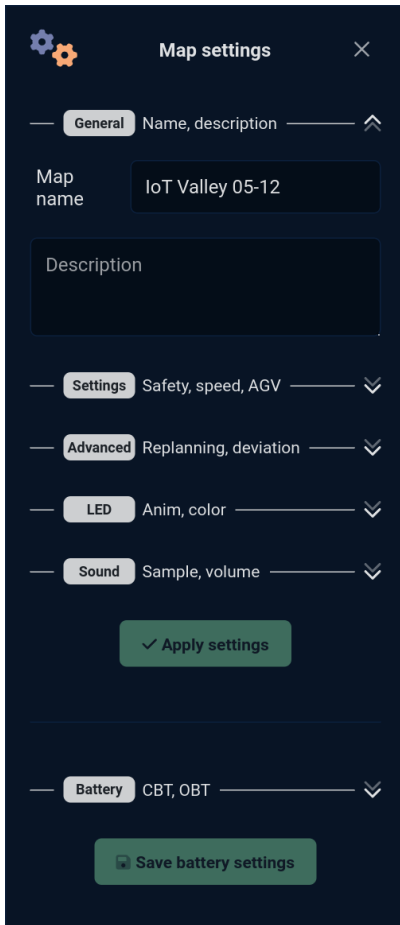 Map settings
General Name, description
Map
name
IoT Valley 05-12
Description
Settings Safety, speed, AGV
Advanced Replanning, deviation
LED Anim, color
Sound Sample, volume
Apply settings
Battery CBT, OBT
Save battery settings